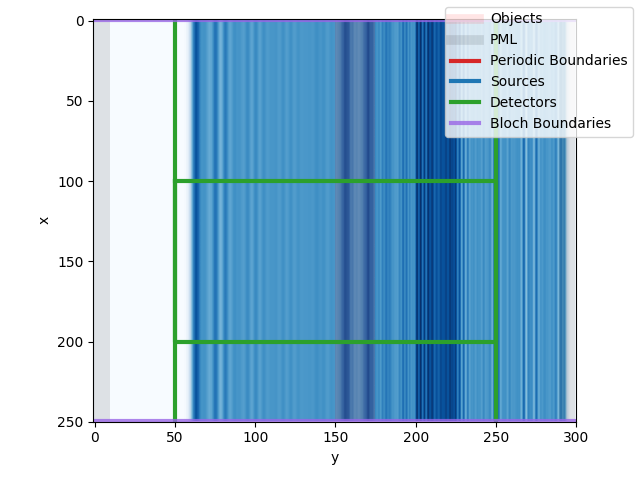 Objects
PML
Periodic Boundaries
Sources
Detectors
Bloch Boundaries
0
50
100
150
200
250
x
0
50
100
150
200
250
300
y